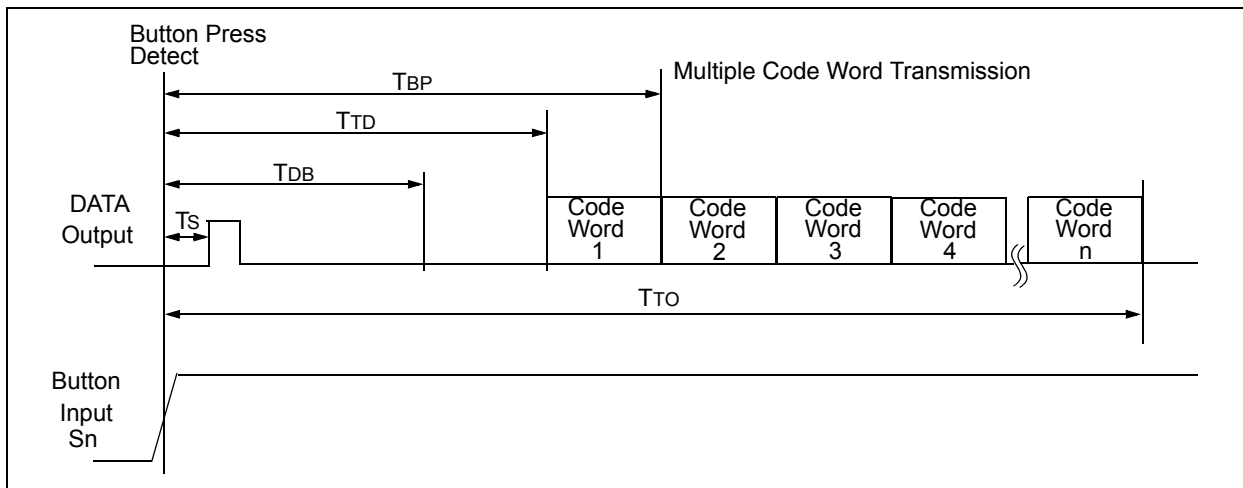 Button Press
Detect
TBP
Multiple Code Word Transmission
TTD
TDB
DATA
Output
TS
Code
Word
1
Code
Word
2
Code
Word
3
Code
Word
4
Code
Word
n
TTO
Button
Input
Sn